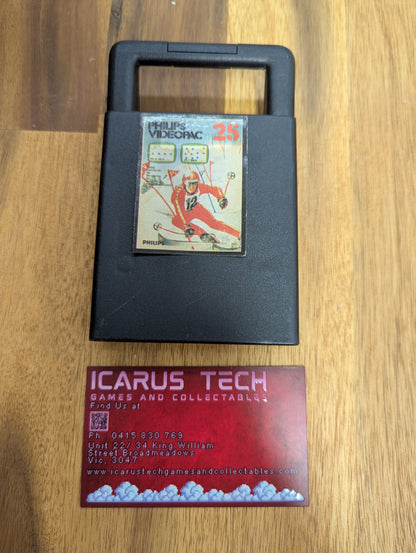 PHILIPS
VIDEOPAC
25
12
PHILIPS
ICARUS TECH
GAMES AND COLLECTABLES
Find Us at
Ph. 0415 830 769
Unit 22/ 34 King William
Street Broadmeadows
Vic, 3047
www.icarustechgamesandcollectables.com